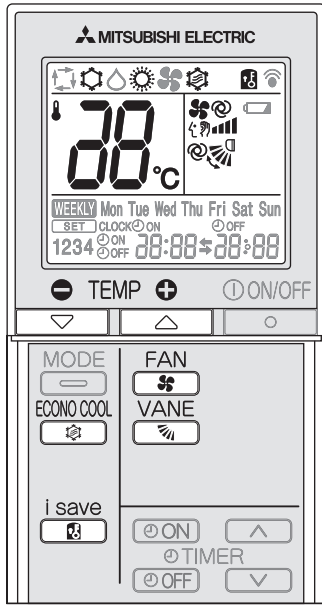 MITSUBISHI ELECTRIC
88°C
WEEKLY Mon Tue Wed Thu Fri Sat Sun
SET CLOCK ON OFF
1234 ON OFF 88:88 88:88
TEMP ON/OFF
MODE FAN
ECONO COOL VANE
i save
ON
TIMER
OFF